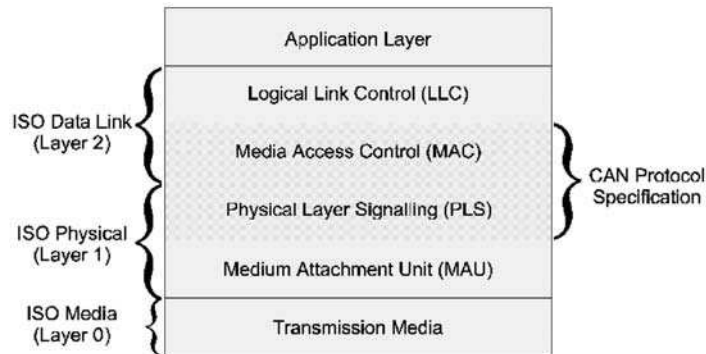 Application Layer
Logical Link Control (LLC)
ISO Data Link
(Layer 2)
Media Access Control (MAC)
CAN Protocol
Specification
Physical Layer Signalling (PLS)
ISO Physical
(Layer 1)
Medium Attachment Unit (MAU)
ISO Media
(Layer 0)
Transmission Media